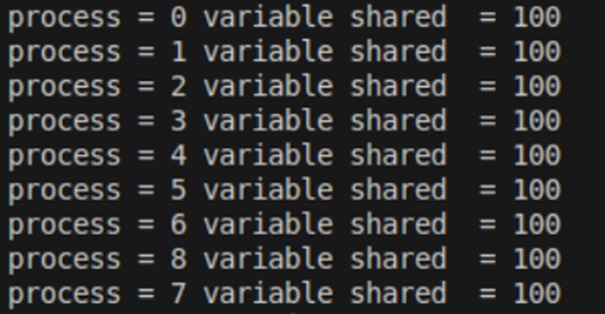 process = 0 variable shared  = 100
process = 1 variable shared  = 100
process = 2 variable shared  = 100
process = 3 variable shared  = 100
process = 4 variable shared  = 100
process = 5 variable shared  = 100
process = 6 variable shared  = 100
process = 8 variable shared  = 100
process = 7 variable shared  = 100